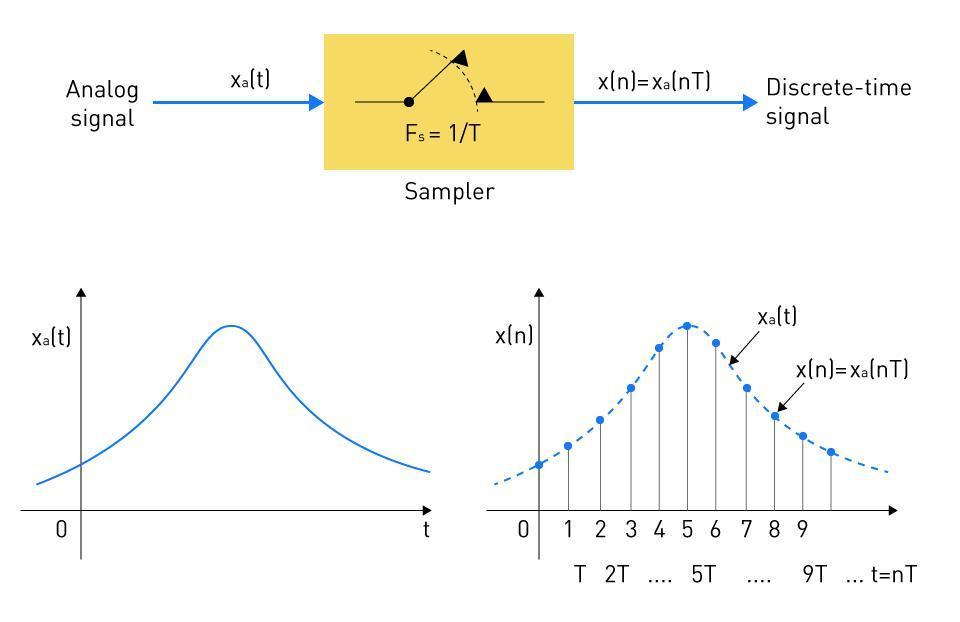 Analog
signal
xₐ(t)
Fₛ = 1/T
x(n)=xₐ(nT)
Discrete-time
signal
Sampler
xₐ(t)
0
t
x(n)
xₐ(t)
x(n)=xₐ(nT)
0 1 2 3 4 5 6 7 8 9
T 2T .... 5T .... 9T ... t=nT